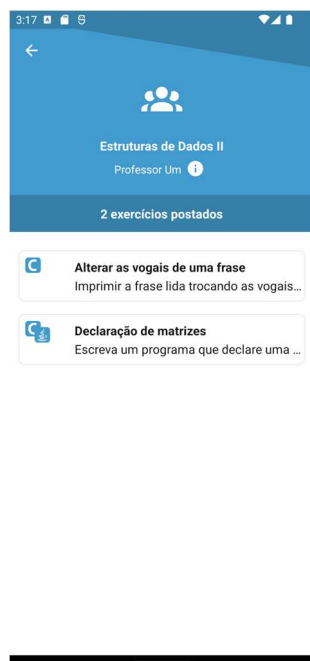 3:17
Estruturas de Dados II
Professor Um
2 exercícios postados
C
Alterar as vogais de uma frase
Imprimir a frase lida trocando as vogais...
C
Declaração de matrizes
Escreva um programa que declare uma ...